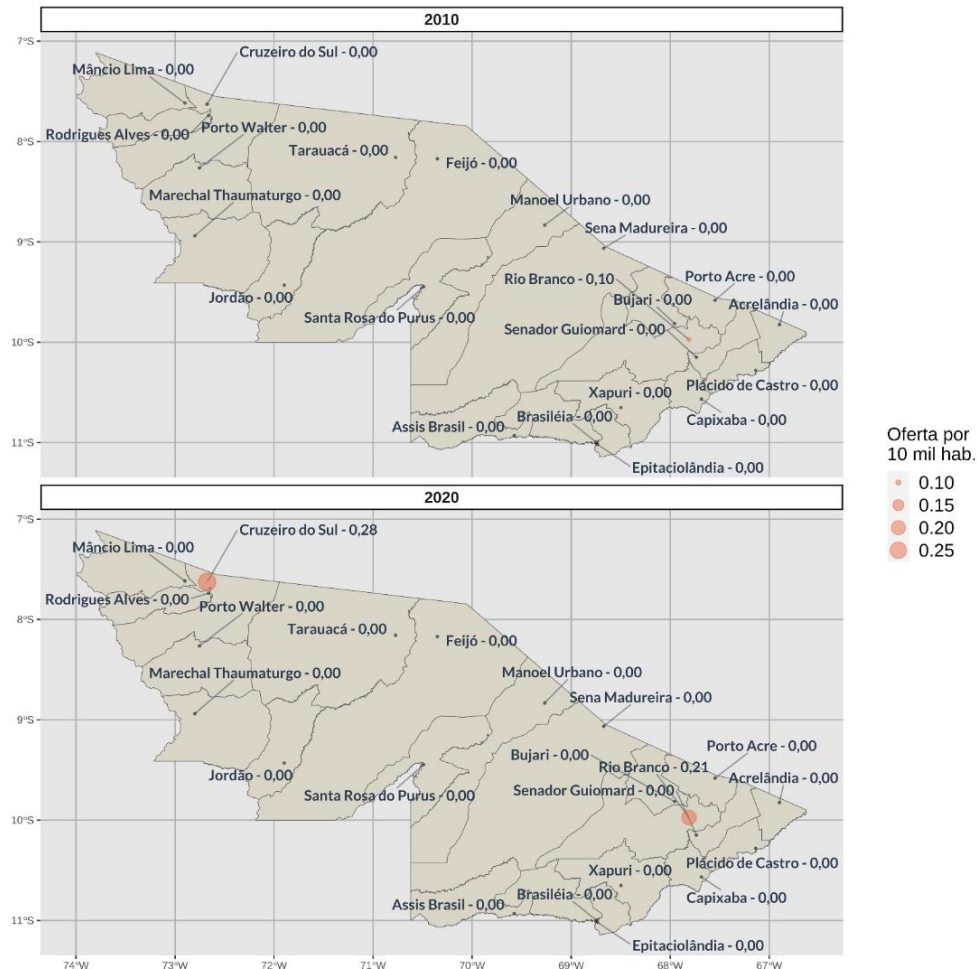 2010
7°S
8°S
9°S
10°S
11°S
Cruzeiro do Sul - 0,00
Mâncio Lima - 0,00
Rodrigues Alves - 0,00
Porto Walter - 0,00
Tarauacá - 0,00
Feijó - 0,00
Marechal Thaumaturgo - 0,00
Manoel Urbano - 0,00
Sena Madureira - 0,00
Rio Branco - 0,10
Porto Acre - 0,00
Jordão - 0,00
Bujari - 0,00
Acrelândia - 0,00
Santa Rosa do Purus - 0,00
Senador Guiomard - 0,00
Xapuri - 0,00
Plácido de Castro - 0,00
Assis Brasil - 0,00
Brasiléia - 0,00
Capixaba - 0,00
Epitaciolândia - 0,00
Oferta por
10 mil hab.
0.10
0.15
0.20
0.25
2020
7°S
8°S
9°S
10°S
11°S
Cruzeiro do Sul - 0,28
Mâncio Lima - 0,00
Rodrigues Alves - 0,00
Porto Walter - 0,00
Tarauacá - 0,00
Feijó - 0,00
Marechal Thaumaturgo - 0,00
Manoel Urbano - 0,00
Sena Madureira - 0,00
Bujari - 0,00
Porto Acre - 0,00
Rio Branco - 0,21
Jordão - 0,00
Acrelândia - 0,00
Santa Rosa do Purus - 0,00
Senador Guiomard - 0,00
Xapuri - 0,00
Plácido de Castro - 0,00
Assis Brasil - 0,00
Brasiléia - 0,00
Capixaba - 0,00
Epitaciolândia - 0,00
74°W 73°W 72°W 71°W 70°W 69°W 68°W 67°W